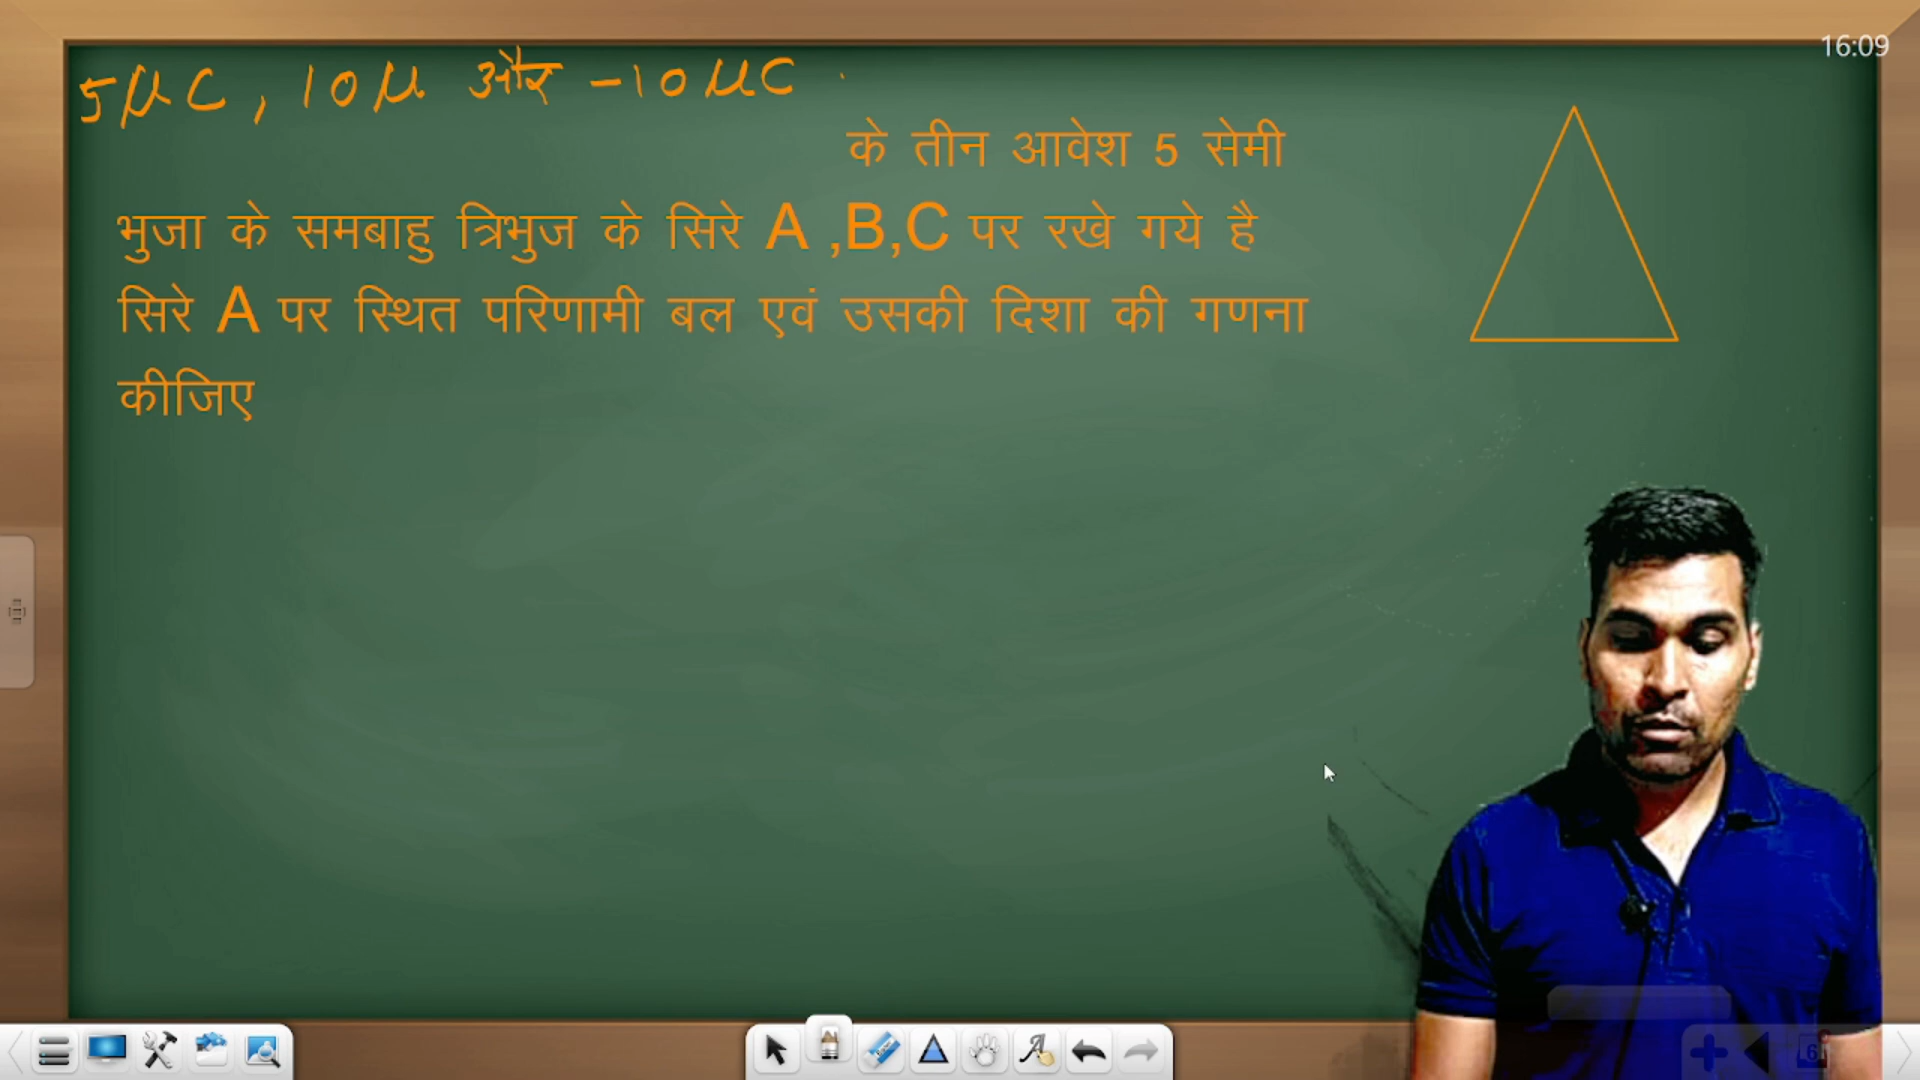 16:09
5μC, 10μ और -10μC
के तीन आवेश 5 सेमी
भुजा के समबाहु त्रिभुज के सिरे A ,B,C पर रखे गये है
सिरे A पर स्थित परिणामी बल एवं उसकी दिशा की गणना
कीजिए